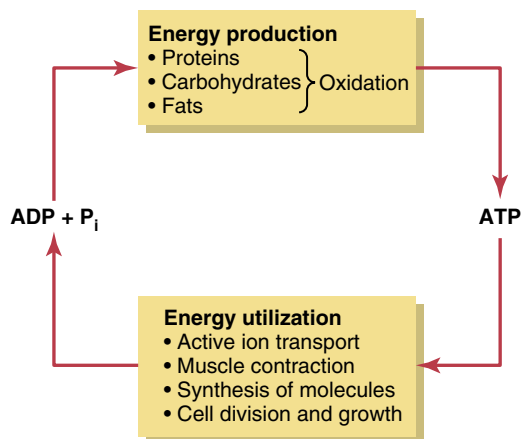 Energy production
• Proteins
• Carbohydrates
• Fats
Oxidation
ADP + Pi
ATP
Energy utilization
• Active ion transport
• Muscle contraction
• Synthesis of molecules
• Cell division and growth